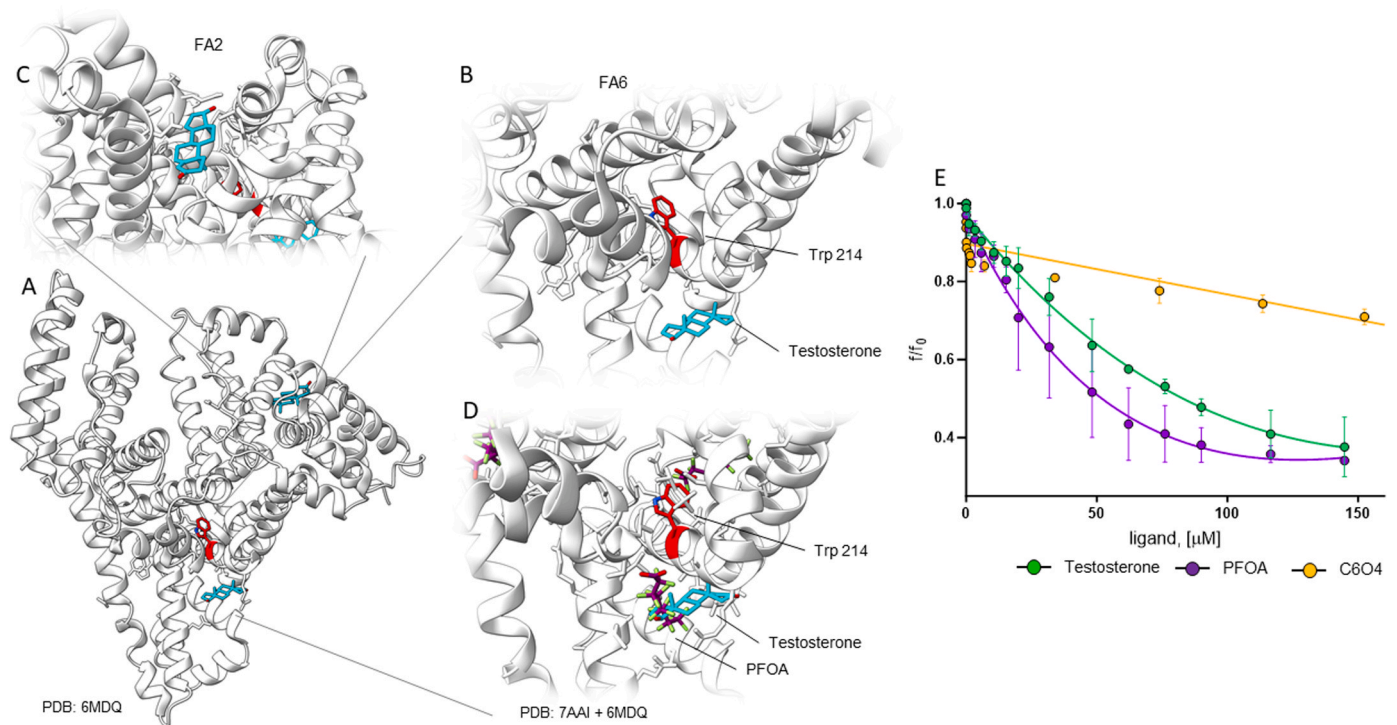 C
FA2
B
FA6
Trp 214
Testosterone
A
PDB: 6MDQ
D
Trp 214
Testosterone
PFOA
PDB: 7AAI + 6MDQ
E
f/f0
1.0
0.8
0.6
0.4
0 50 100 150
ligand, [μM]
Testosterone PFOA C6O4